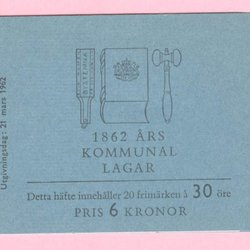 Utgivningsdag: 21 mars 1962
1862 ÅRS
KOMMUNAL
LAGAR
Detta häfte innehåller 20 frimärken à 30 öre
PRIS 6 KRONOR